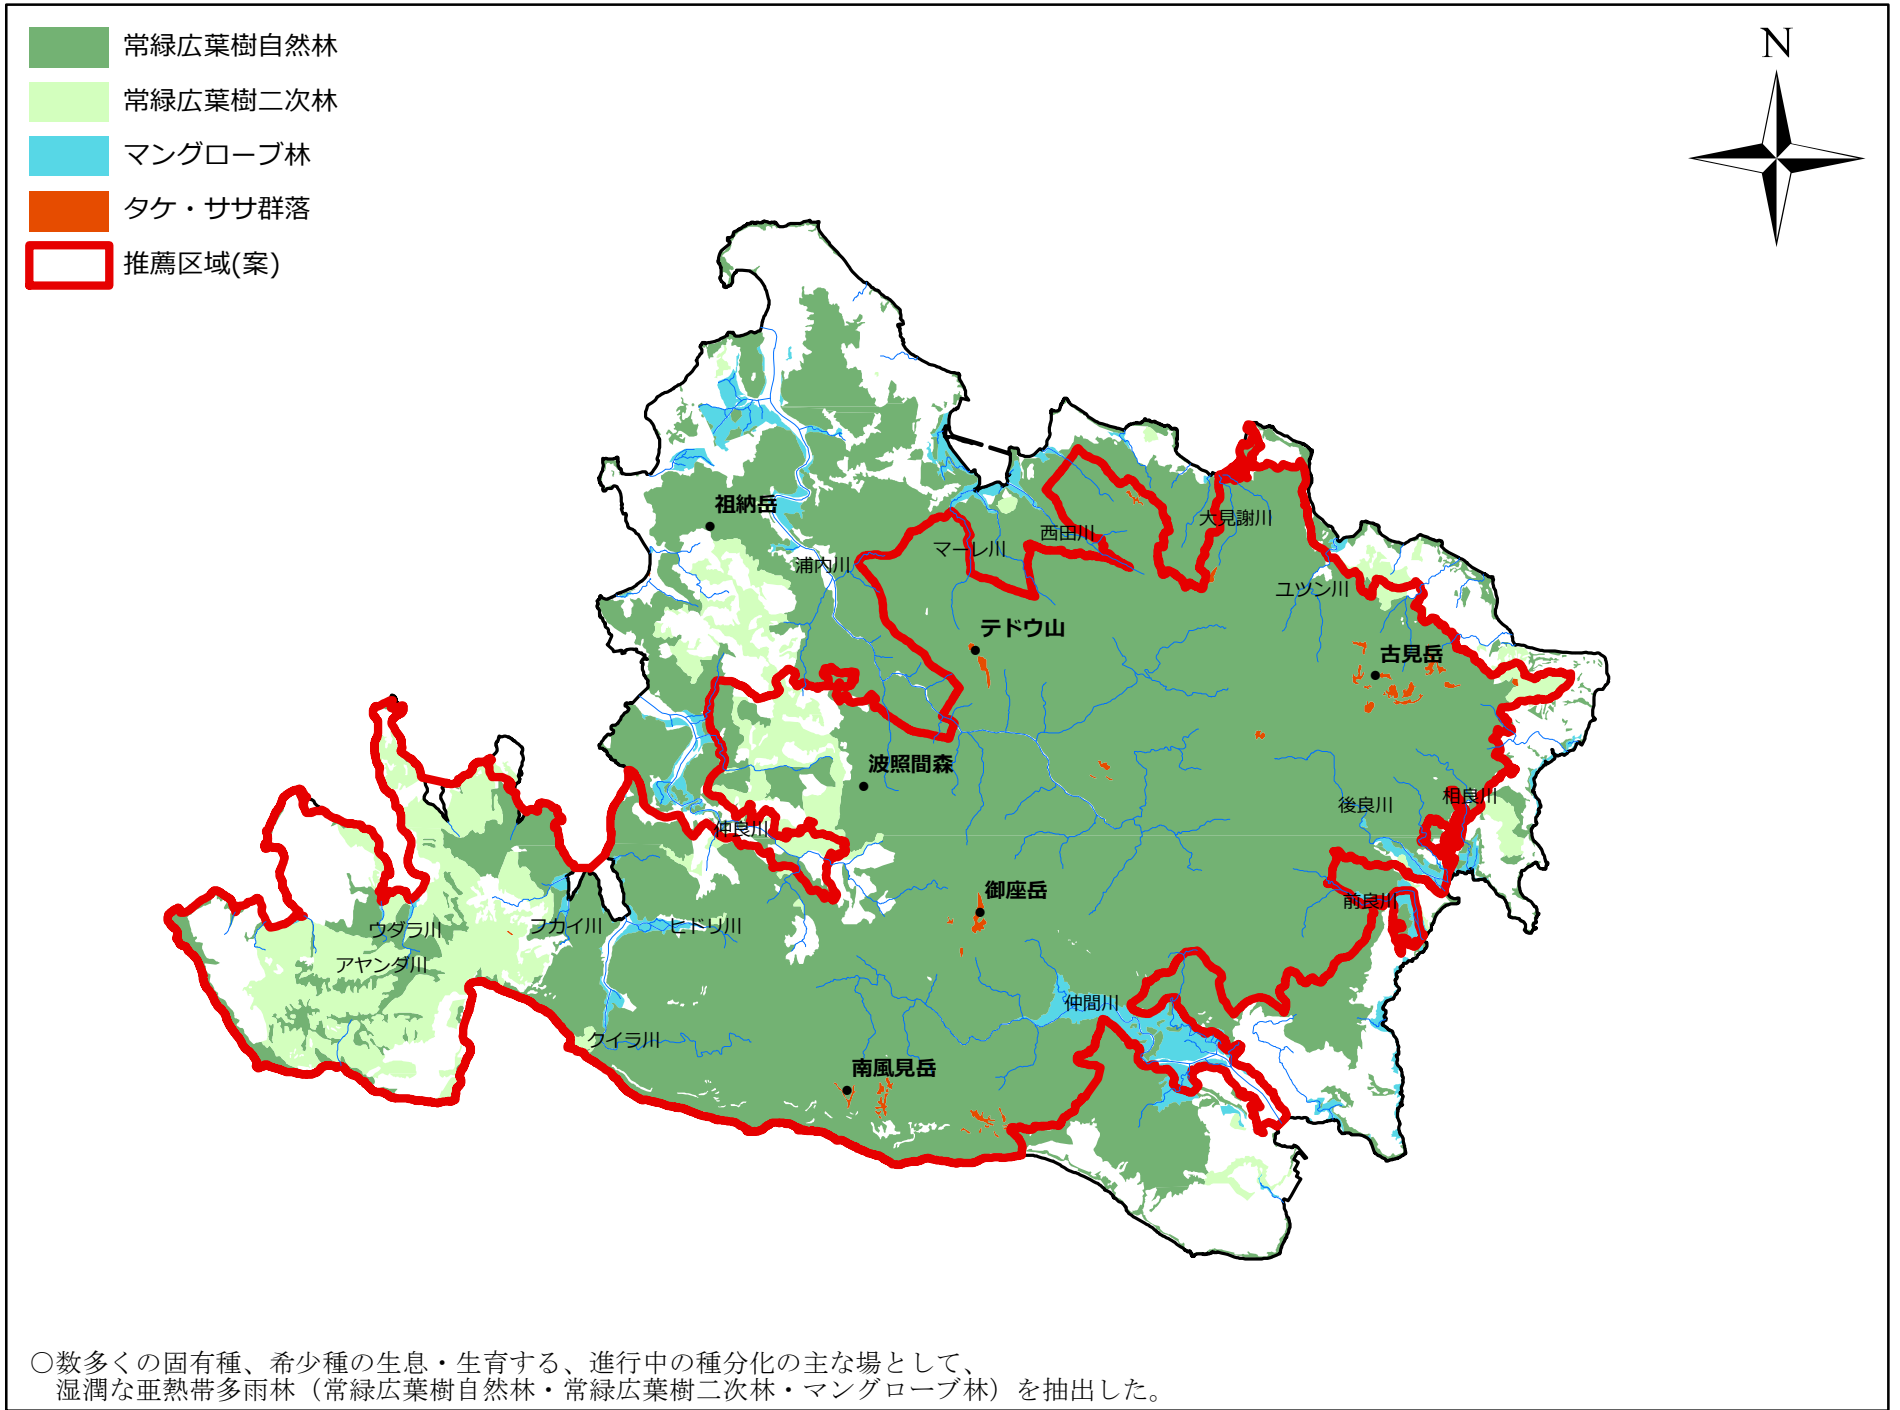 常緑広葉樹自然林
常緑広葉樹二次林
マングローブ林
タケ・ササ群落
推薦区域(案)
N
祖納岳
大見謝川
西田川
マーレ川
浦内川
ユツン川
テドウ山
古見岳
波照間森
相良川
後良川
仲良川
御座岳
前良川
ウダラ川
フカイ川
ヒドリ川
アヤンダ川
仲間川
クイラ川
南風見岳
○数多くの固有種、希少種の生息・生育する、進行中の種分化の主な場として、
湿潤な亜熱帯多雨林（常緑広葉樹自然林・常緑広葉樹二次林・マングローブ林）を抽出した。